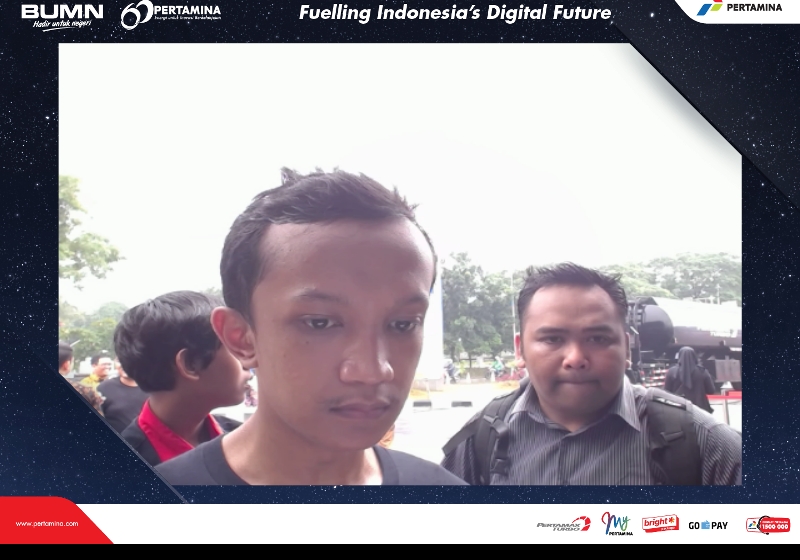 BUMN
Hadir untuk negeri
60 PERTAMINA
Fuelling Indonesia's Digital Future
PERTAMINA
www.pertamina.com
PERTAMAX
TURBO
My
PERTAMINA
bright
GO PAY
1500 000